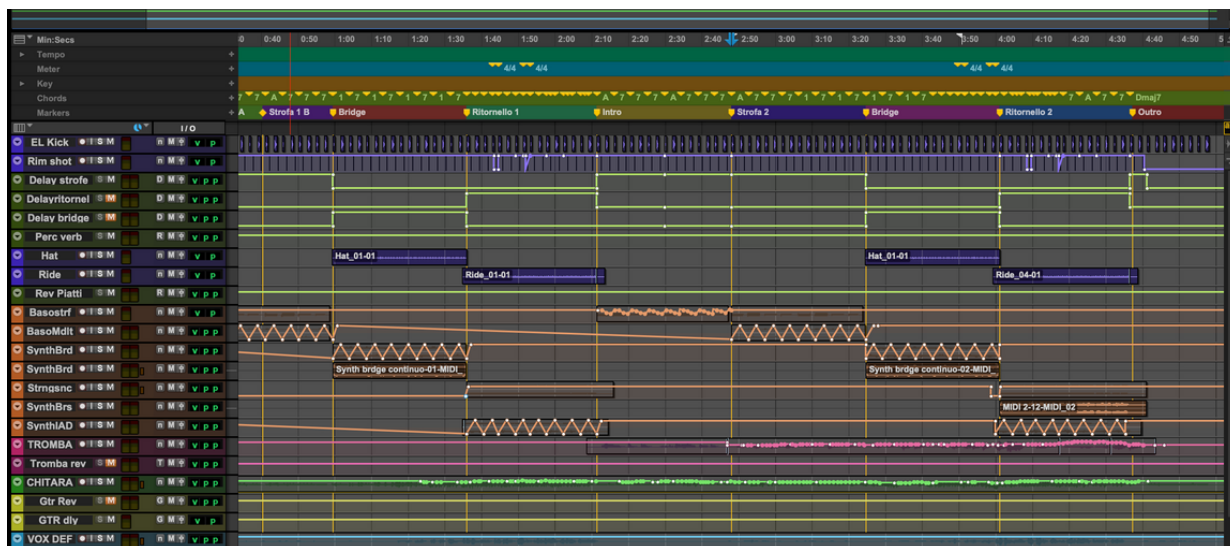 Min:Secs 0 0:40 0:50 1:00 1:10 1:20 1:30 1:40 1:50 2:00 2:10 2:20 2:30 2:40 2:50 3:00 3:10 3:20 3:30 3:40 3:50 4:00 4:10 4:20 4:30 4:40 4:50 5
Tempo
Meter 4/4 4/4 4/4 4/4
Key
Chords Dmaj7
Markers A Strofa 1 B Bridge Ritornello 1 Intro Strofa 2 Bridge Ritornello 2 Outro
I/O
EL Kick I S M n M v p
Rim shot I S M n M v p
Delay strofe S M D M v p p
Delayritornel S M D M v p p
Delay bridge S M D M v p p
Perc verb S M R M v p p
Hat I S M n M v p Hat_01-01 Hat_01-01
Ride I S M n M v p Ride_01-01 Ride_04-01
Rev Piatti S M R M v p p
Basostrf I S M n M v p p
BasoMdlt I S M n M v p p
SynthBrd I S M n M v p p
SynthBrd I S M n M v p p Synth brdge continuo-01-MIDI_ Synth brdge continuo-02-MIDI_
Strngsnc I S M n M v p p
SynthBrs I S M n M v p p MIDI 2-12-MIDI_02
SynthlAD I S M n M v p p
TROMBA I S M n M v p p
Tromba rev S M T M v p p
CHITARA I S M n M v p p
Gtr Rev S M G M v p p
GTR dly S M G M v p
VOX DEF I S M n M v p p